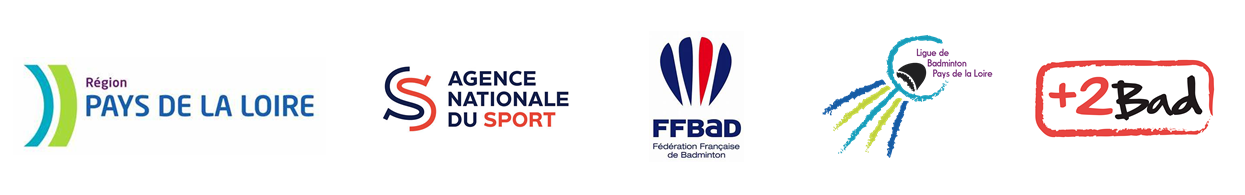 Région
PAYS DE LA LOIRE
AGENCE
NATIONALE
DU SPORT
FFBaD
Fédération Française
de Badminton
Ligue de
Badminton
Pays de la Loire
+2Bad